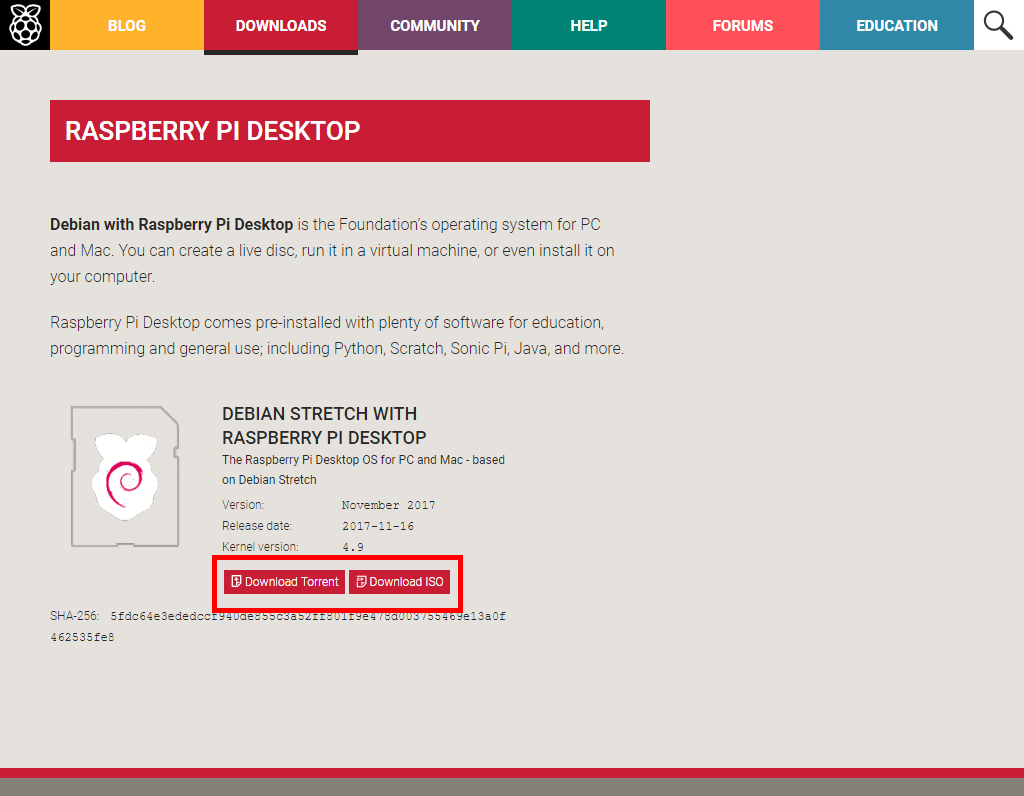 BLOG DOWNLOADS COMMUNITY HELP FORUMS EDUCATION
RASPBERRY PI DESKTOP
Debian with Raspberry Pi Desktop is the Foundation's operating system for PC
and Mac. You can create a live disc, run it in a virtual machine, or even install it on
your computer.
Raspberry Pi Desktop comes pre-installed with plenty of software for education,
programming and general use; including Python, Scratch, Sonic Pi, Java, and more.
DEBIAN STRETCH WITH
RASPBERRY PI DESKTOP
The Raspberry Pi Desktop OS for PC and Mac - based
on Debian Stretch
Version: November 2017
Release date: 2017-11-16
Kernel version: 4.9
Download Torrent Download ISO
SHA-256: 5fdc64e3ededccf940de855c3a52ff801f9e478d003755469e13a0f
462535fe8